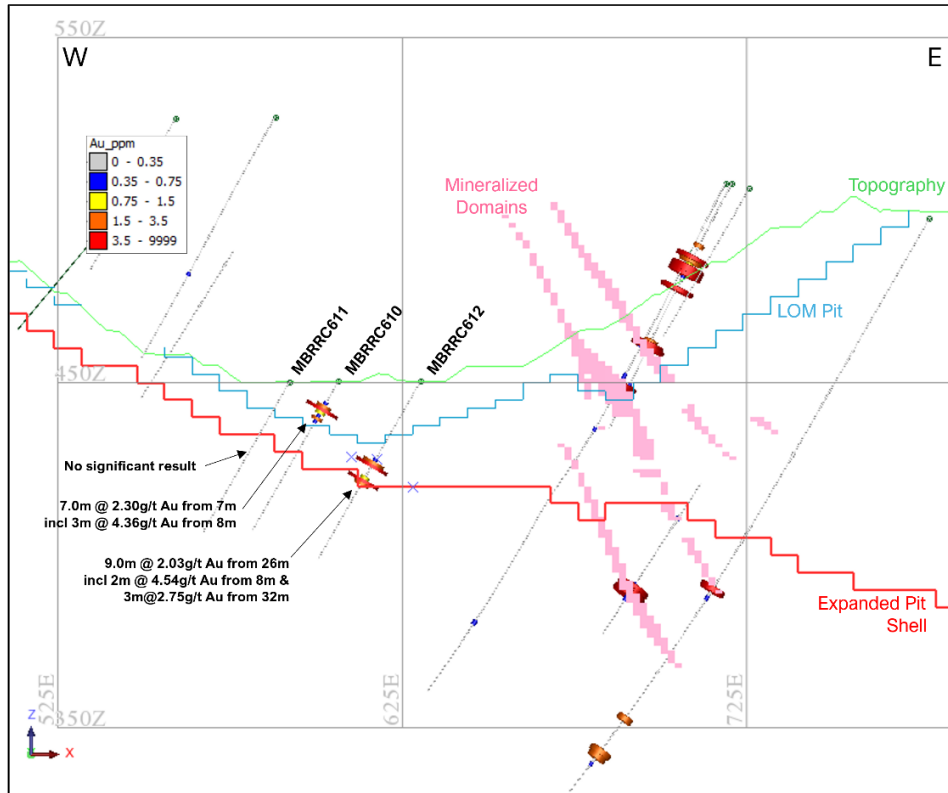 550Z
W
E
Au_ppm
0 - 0.35
0.35 - 0.75
0.75 - 1.5
1.5 - 3.5
3.5 - 9999
Mineralized
Domains
Topography
LOM Pit
MBRRC611
MBRRC610
MBRRC612
450Z
No significant result
7.0m @ 2.30g/t Au from 7m
incl 3m @ 4.36g/t Au from 8m
9.0m @ 2.03g/t Au from 26m
incl 2m @ 4.54g/t Au from 8m &
3m@2.75g/t Au from 32m
Expanded Pit
Shell
525E
625E
725E
350Z
Z
X